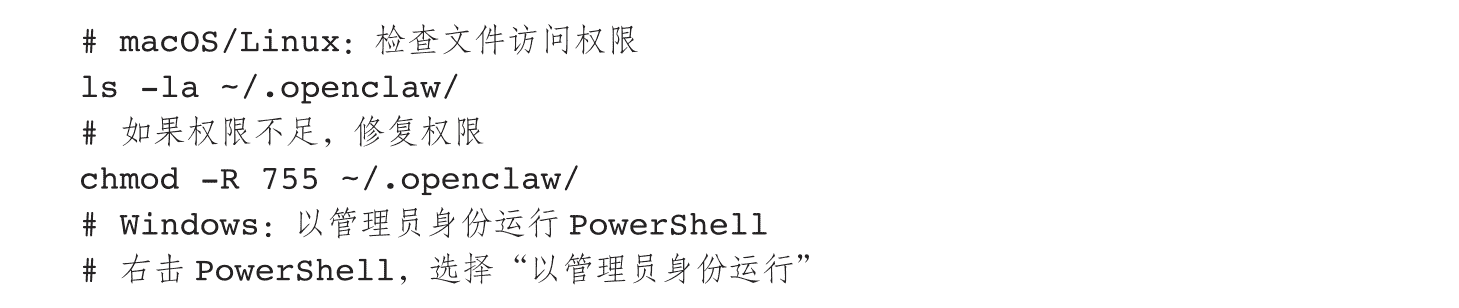 # macOS/Linux：检查文件访问权限
ls -la ~/.openclaw/
# 如果权限不足，修复权限
chmod -R 755 ~/.openclaw/
# Windows：以管理员身份运行 PowerShell
# 右击 PowerShell，选择“以管理员身份运行”